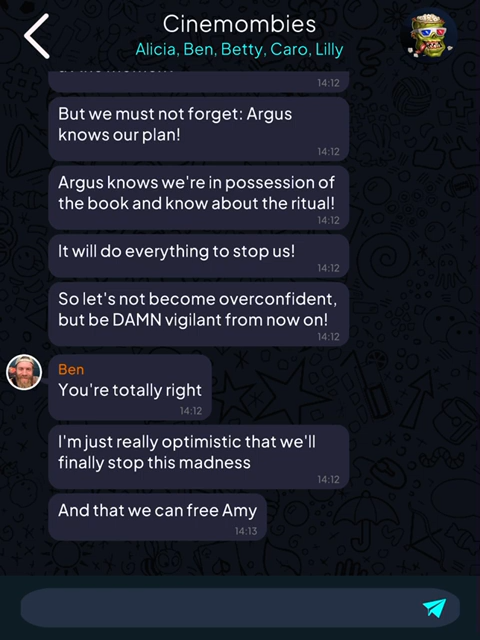 Cinemombies
Alicia, Ben, Betty, Caro, Lilly
14:12
But we must not forget: Argus
knows our plan!
14:12
Argus knows we're in possession of
the book and know about the ritual!
14:12
It will do everything to stop us!
14:12
So let's not become overconfident,
but be DAMN vigilant from now on!
14:12
Ben
You're totally right
14:12
I'm just really optimistic that we'll
finally stop this madness
14:12
And that we can free Amy
14:13